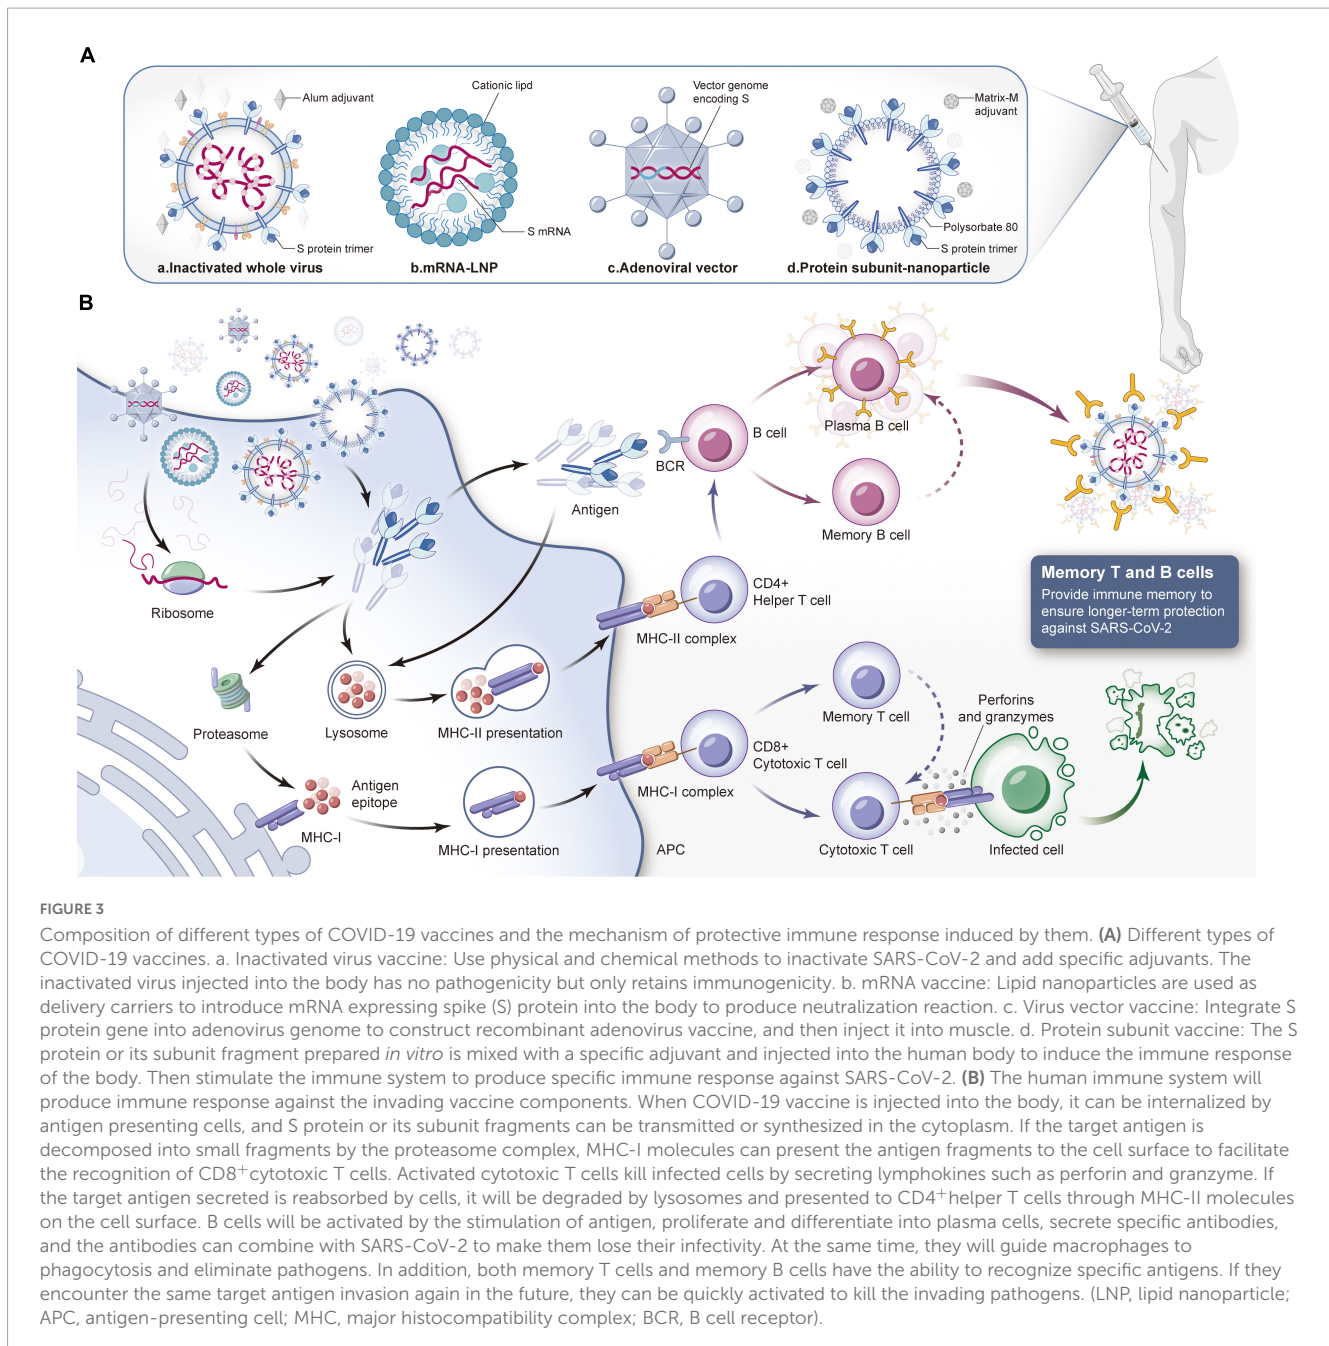 A
Alum adjuvant
S protein trimer
a.Inactivated whole virus
Cationic lipd
S mRNA
b.mRNA-LNP
Vector genome
encoding S
c.Adenoviral vector
Matrix-M
adjuvant
Polysorbate 80
S protein trimer
d.Protein subunit-nanoparticle
B
Ribosome
Proteasome
Lysosome
Antigen
epitope
MHC-I
MHC-II presentation
MHC-I presentation
Antigen
BCR
B cell
Plasma B cell
Memory B cell
CD4+
Helper T cell
MHC-II complex
Memory T cell
CD8+
Cytotoxic T cell
MHC-I complex
APC
Cytotoxic T cell
Perforins
and granzymes
Infected cell
Memory T and B cells
Provide immune memory to
ensure longer-term protection
against SARS-CoV-2
FIGURE 3
Composition of different types of COVID-19 vaccines and the mechanism of protective immune response induced by them. (A) Different types of
COVID-19 vaccines. a. Inactivated virus vaccine: Use physical and chemical methods to inactivate SARS-CoV-2 and add specific adjuvants. The
inactivated virus injected into the body has no pathogenicity but only retains immunogenicity. b. mRNA vaccine: Lipid nanoparticles are used as
delivery carriers to introduce mRNA expressing spike (S) protein into the body to produce neutralization reaction. c. Virus vector vaccine: Integrate S
protein gene into adenovirus genome to construct recombinant adenovirus vaccine, and then inject it into muscle. d. Protein subunit vaccine: The S
protein or its subunit fragment prepared in vitro is mixed with a specific adjuvant and injected into the human body to induce the immune response
of the body. Then stimulate the immune system to produce specific immune response against SARS-CoV-2. (B) The human immune system will
produce immune response against the invading vaccine components. When COVID-19 vaccine is injected into the body, it can be internalized by
antigen presenting cells, and S protein or its subunit fragments can be transmitted or synthesized in the cytoplasm. If the target antigen is
decomposed into small fragments by the proteasome complex, MHC-I molecules can present the antigen fragments to the cell surface to facilitate
the recognition of CD8+cytotoxic T cells. Activated cytotoxic T cells kill infected cells by secreting lymphokines such as perforin and granzyme. If
the target antigen secreted is reabsorbed by cells, it will be degraded by lysosomes and presented to CD4+helper T cells through MHC-II molecules
on the cell surface. B cells will be activated by the stimulation of antigen, proliferate and differentiate into plasma cells, secrete specific antibodies,
and the antibodies can combine with SARS-CoV-2 to make them lose their infectivity. At the same time, they will guide macrophages to
phagocytosis and eliminate pathogens. In addition, both memory T cells and memory B cells have the ability to recognize specific antigens. If they
encounter the same target antigen invasion again in the future, they can be quickly activated to kill the invading pathogens. (LNP, lipid nanoparticle;
APC, antigen-presenting cell; MHC, major histocompatibility complex; BCR, B cell receptor).